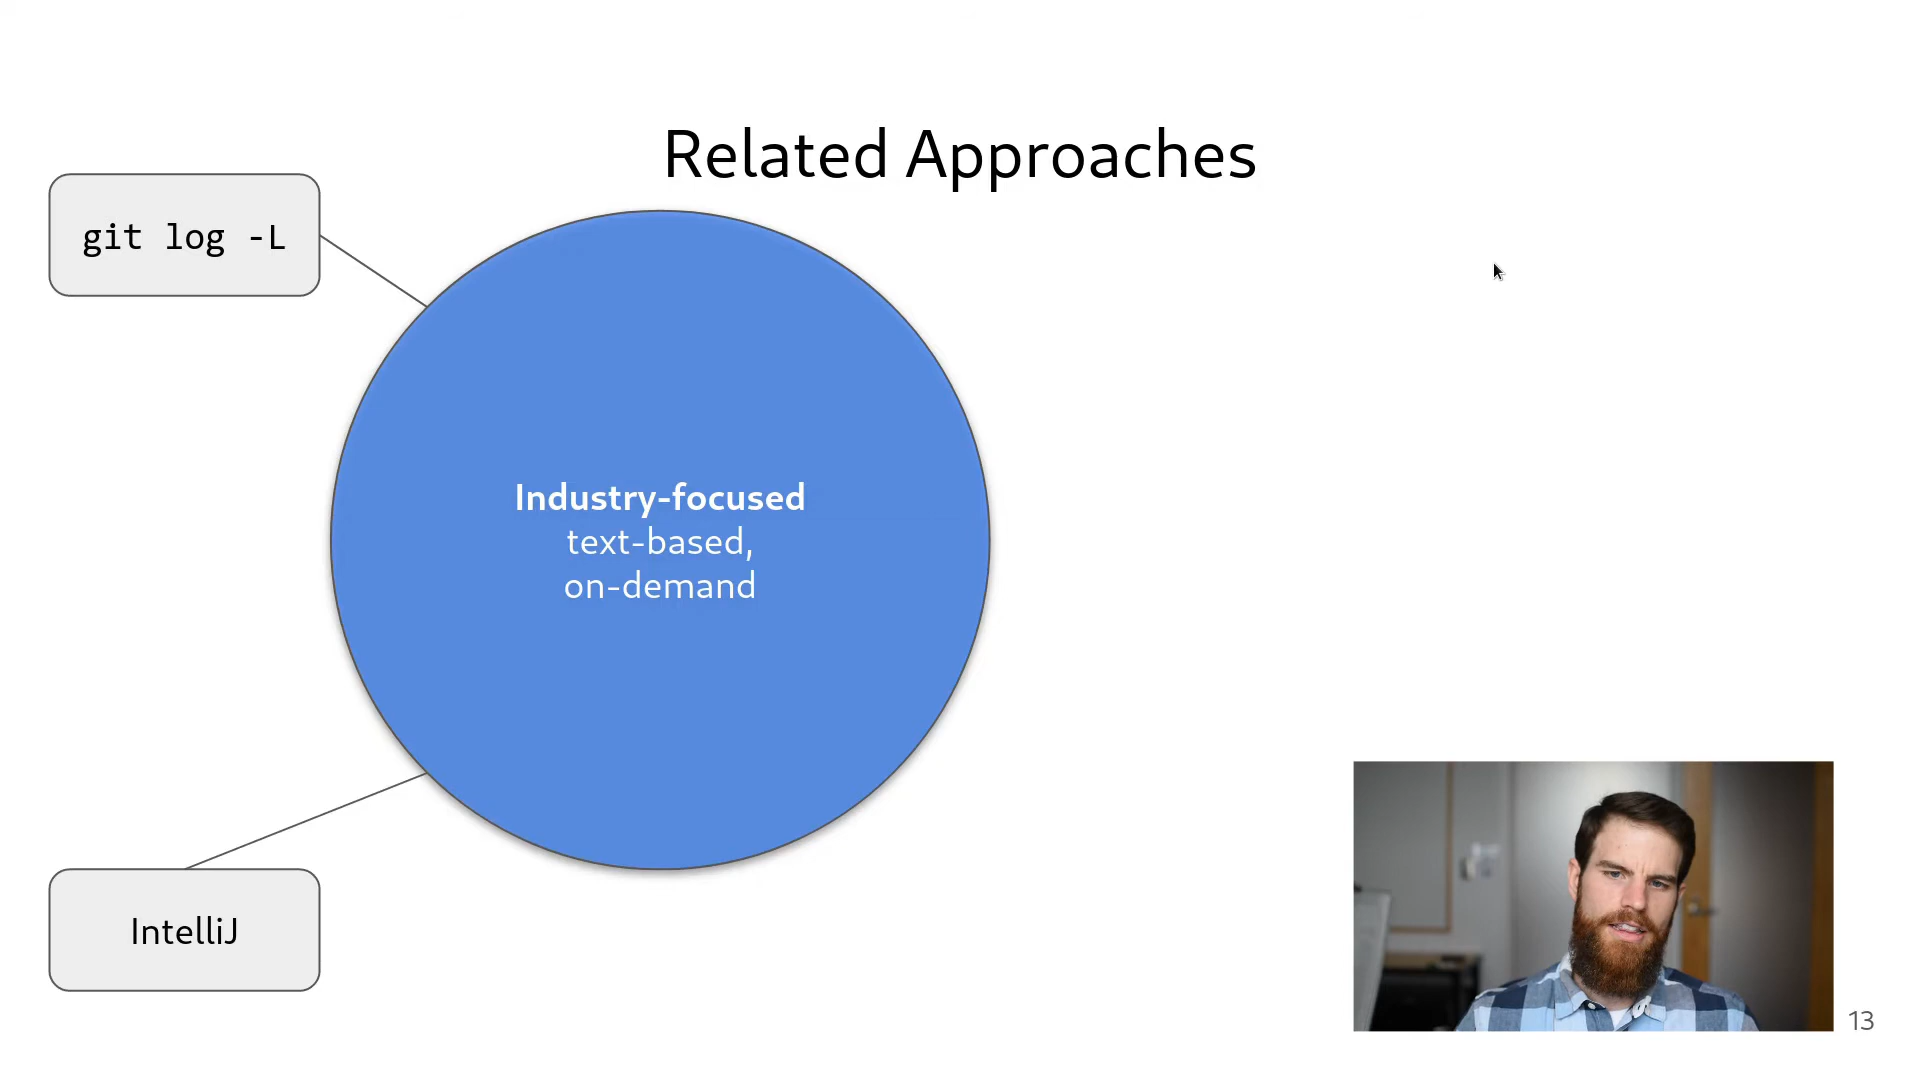 Related Approaches
git log -L
Industry-focused
text-based,
on-demand
IntelliJ
13